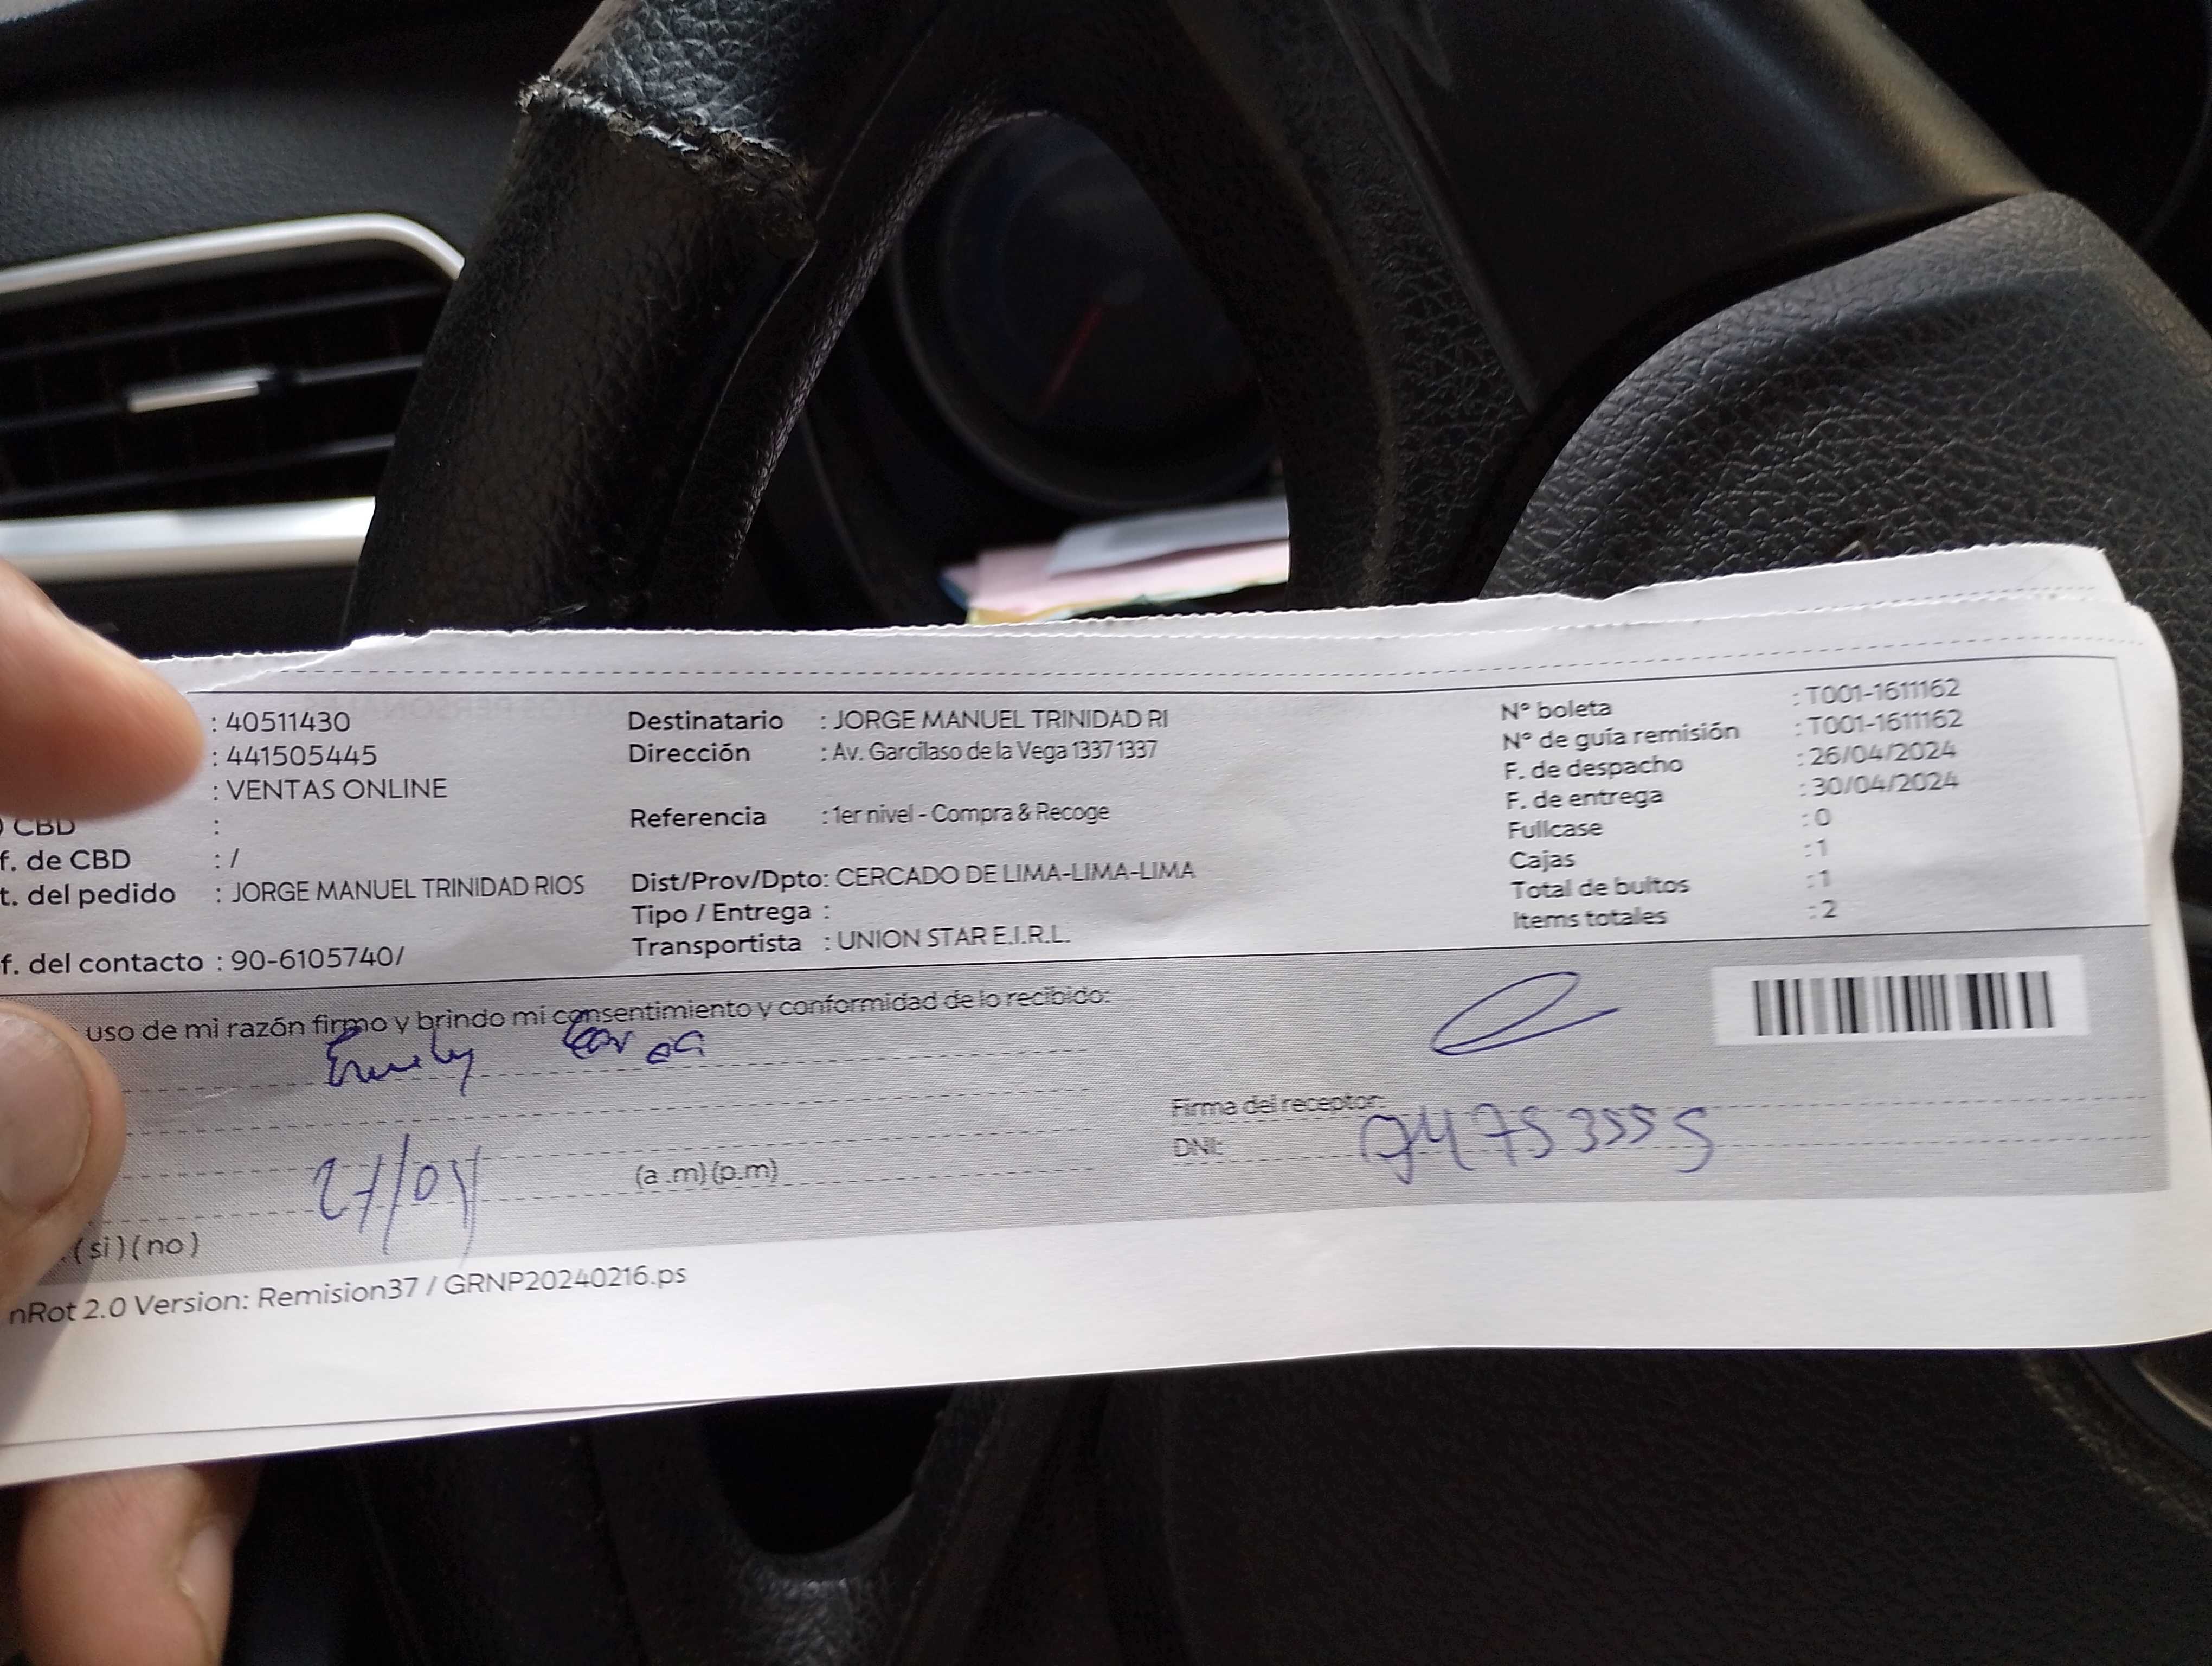 : 40511430
: 441505445
: VENTAS ONLINE
CBD :
f. de CBD : /
t. del pedido : JORGE MANUEL TRINIDAD RIOS
f. del contacto : 90-6105740/
Destinatario : JORGE MANUEL TRINIDAD RI
Dirección : Av. Garcilaso de la Vega 1337 1337
Referencia : 1er nivel - Compra & Recoge
Dist/Prov/Dpto: CERCADO DE LIMA-LIMA-LIMA
Tipo / Entrega :
Transportista : UNION STAR E.I.R.L.
N° boleta : T001-1611162
N° de guía remisión : T001-1611162
F. de despacho : 26/04/2024
F. de entrega : 30/04/2024
Fullcase : 0
Cajas : 1
Total de bultos : 1
Items totales : 2
uso de mi razón firmo y brindo mi consentimiento y conformidad de lo recibido:
Firma del receptor:
DNI: 74753555
27/04 (a .m) (p.m)
(si) (no)
nRot 2.0 Version: Remision37 / GRNP20240216.ps